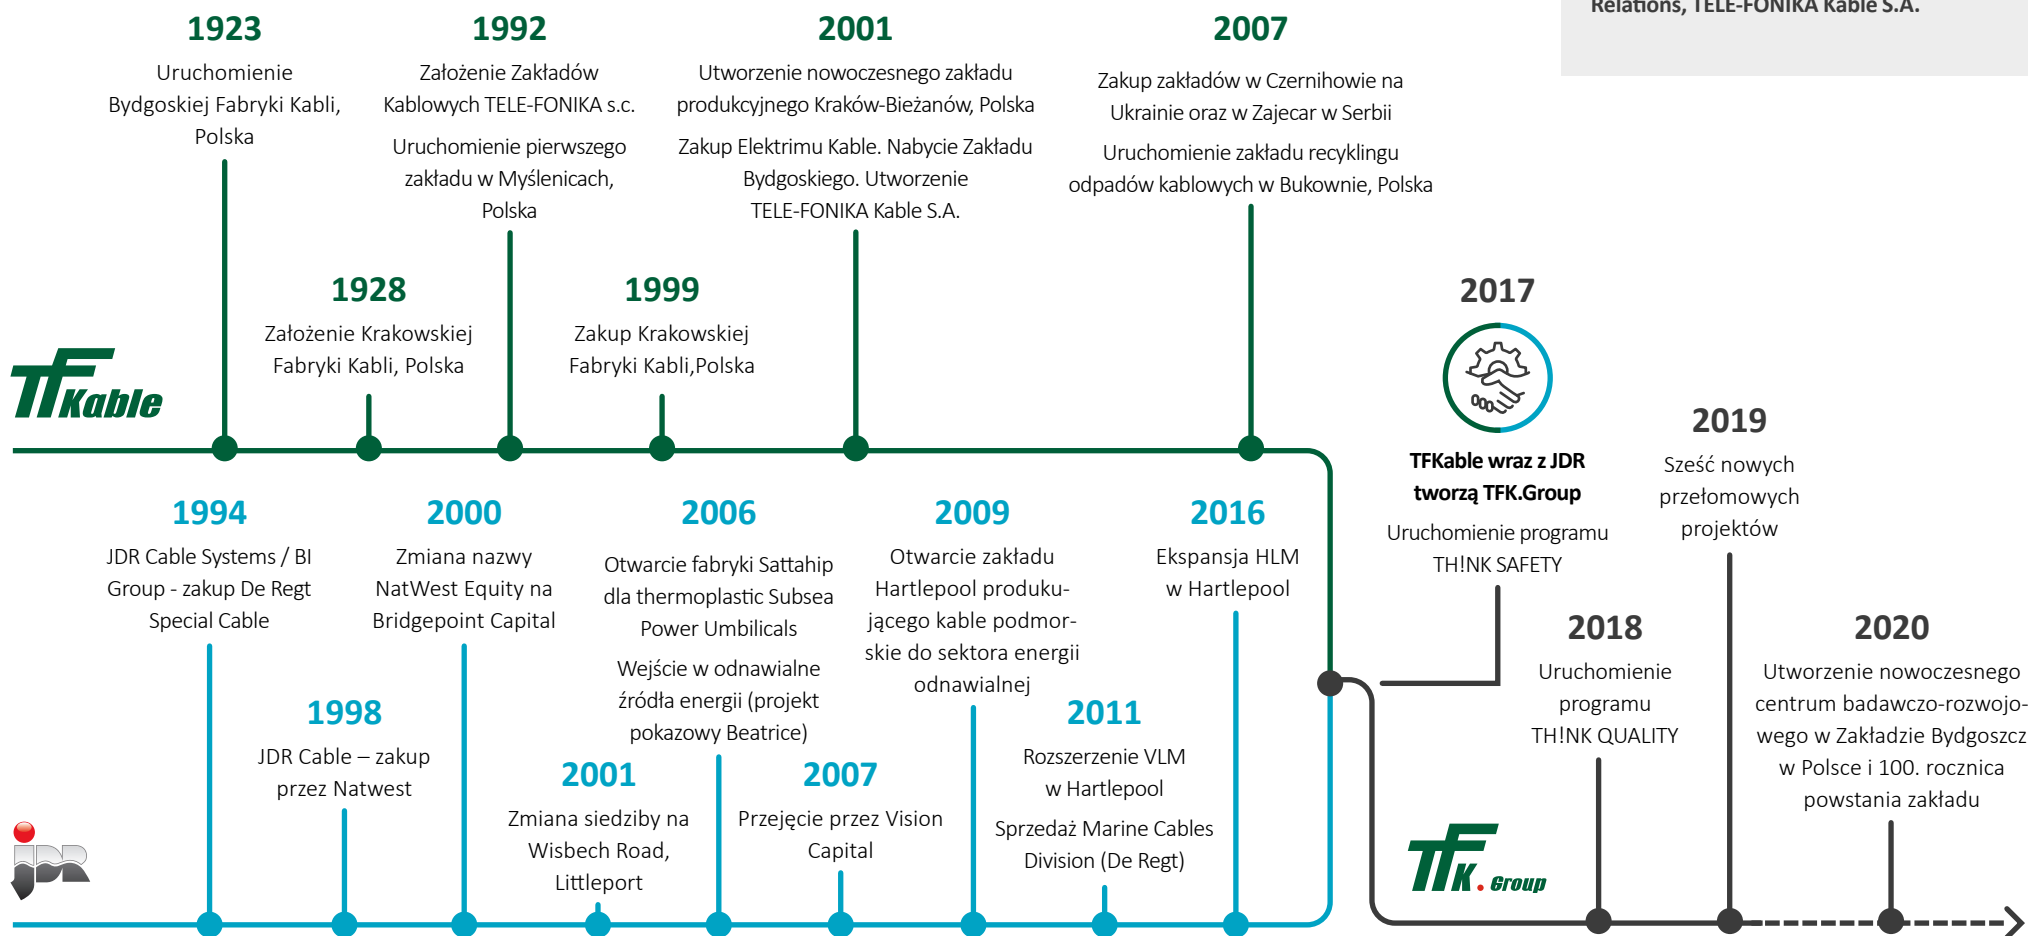 Relations, TELE-FONIKA Kable S.A.
1923
Uruchomienie
Bydgoskiej Fabryki Kabli,
Polska
1992
Założenie Zakładów
Kablowych TELE-FONIKA s.c.
Uruchomienie pierwszego
zakładu w Myślenicach,
Polska
2001
Utworzenie nowoczesnego zakładu
produkcyjnego Kraków-Bieżanów, Polska
Zakup Elektrimu Kable. Nabycie Zakładu
Bydgoskiego. Utworzenie
TELE-FONIKA Kable S.A.
2007
Zakup zakładów w Czernihowie na
Ukrainie oraz w Zajecar w Serbii
Uruchomienie zakładu recyklingu
odpadów kablowych w Bukownie, Polska
1928
Założenie Krakowskiej
Fabryki Kabli, Polska
1999
Zakup Krakowskiej
Fabryki Kabli,Polska
TFKable
2017
TFKable wraz z JDR
tworzą TFK.Group
Uruchomienie programu
TH!NK SAFETY
2019
Sześć nowych
przełomowych
projektów
1994
JDR Cable Systems / BI
Group - zakup De Regt
Special Cable
2000
Zmiana nazwy
NatWest Equity na
Bridgepoint Capital
2006
Otwarcie fabryki Sattahip
dla thermoplastic Subsea
Power Umbilicals
Wejście w odnawialne
źródła energii (projekt
pokazowy Beatrice)
2009
Otwarcie zakładu
Hartlepool produku-
jącego kable podmor-
skie do sektora energii
odnawialnej
2016
Ekspansja HLM
w Hartlepool
2018
Uruchomienie
programu
TH!NK QUALITY
2020
Utworzenie nowoczesnego
centrum badawczo-rozwojo-
wego w Zakładzie Bydgoszcz
w Polsce i 100. rocznica
powstania zakładu
1998
JDR Cable – zakup
przez Natwest
2001
Zmiana siedziby na
Wisbech Road,
Littleport
2007
Przejęcie przez Vision
Capital
2011
Rozszerzenie VLM
w Hartlepool
Sprzedaż Marine Cables
Division (De Regt)
jDR
TFK. Group